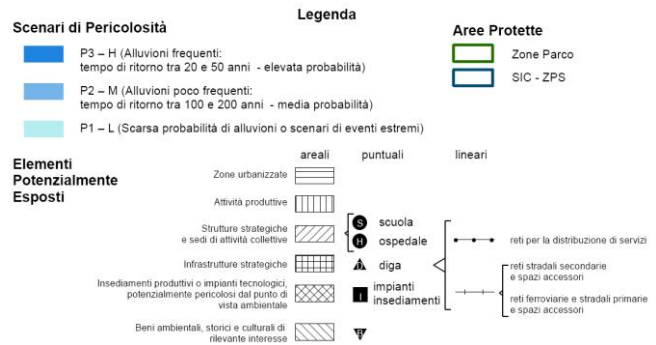 Legenda
Scenari di Pericolosità
P3 – H (Alluvioni frequenti:
tempo di ritorno tra 20 e 50 anni - elevata probabilità)
P2 – M (Alluvioni poco frequenti:
tempo di ritorno tra 100 e 200 anni - media probabilità)
P1 – L (Scarsa probabilità di alluvioni o scenari di eventi estremi)
Aree Protette
Zone Parco
SIC - ZPS
Elementi
Potenzialmente
Esposti
areali
puntuali
lineari
Zone urbanizzate
Attività produttive
Strutture strategiche
e sedi di attività collettive
S scuola
H ospedale
Infrastrutture strategiche
D diga
Insediamenti produttivi o impianti tecnologici,
potenzialmente pericolosi dal punto di
vista ambientale
I impianti
insediamenti
Beni ambientali, storici e culturali di
rilevante interesse
B
reti per la distribuzione di servizi
reti stradali secondarie
e spazi accessori
reti ferroviarie e stradali primarie
e spazi accessori